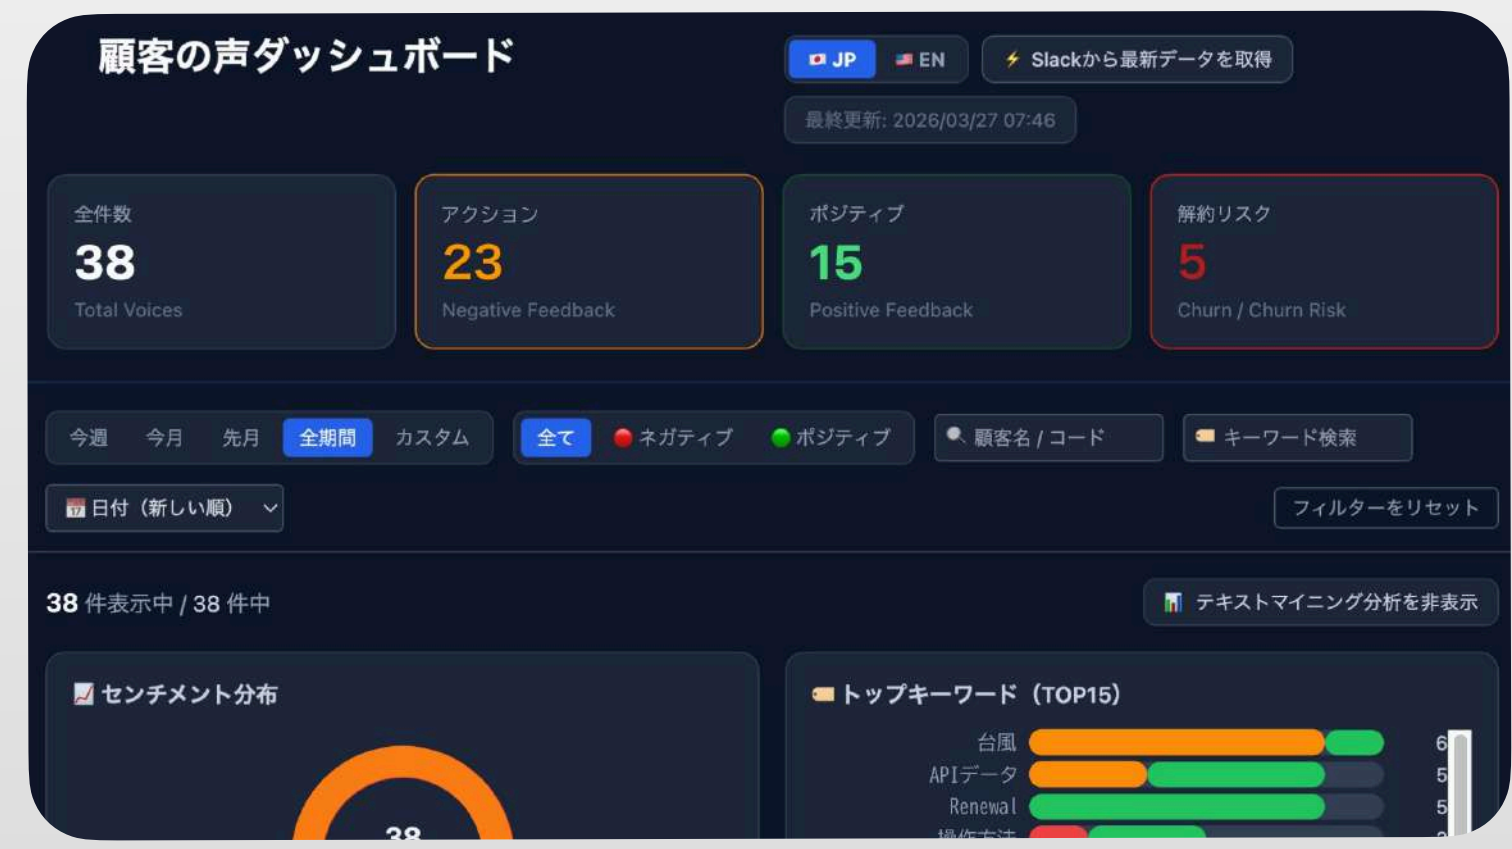 顧客の声ダッシュボード
JP EN
Slackから最新データを取得
最終更新: 2026/03/27 07:46
全件数
38
Total Voices
アクション
23
Negative Feedback
ポジティブ
15
Positive Feedback
解約リスク
5
Churn / Churn Risk
今週 今月 先月 全期間 カスタム
全て ネガティブ ポジティブ
顧客名 / コード
キーワード検索
日付（新しい順）
フィルターをリセット
38 件表示中 / 38 件中
テキストマイニング分析を非表示
センチメント分布
38
トップキーワード（TOP15）
台風 6
APIデータ 5
Renewal 5
操作方法